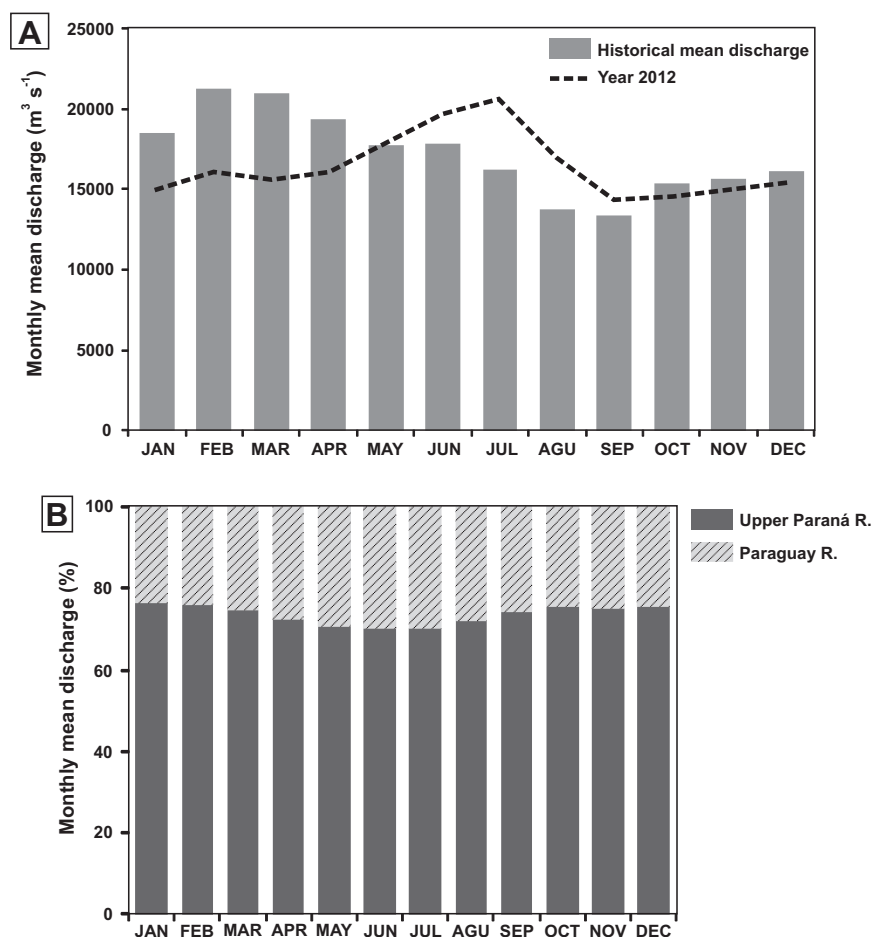 A
Monthly mean discharge (m³ s⁻¹)
25000
20000
15000
10000
5000
0
Historical mean discharge
Year 2012
JAN FEB MAR APR MAY JUN JUL AGU SEP OCT NOV DEC
B
Monthly mean discharge (%)
100
80
60
40
20
0
Upper Paraná R.
Paraguay R.
JAN FEB MAR APR MAY JUN JUL AGU SEP OCT NOV DEC